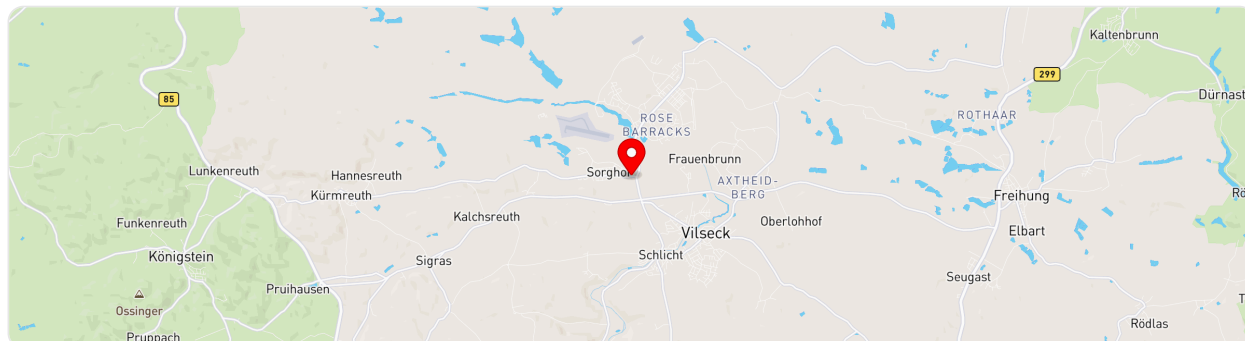 Kaltenbrunn
299
85
Dürnast
ROSE
BARRACKS
ROTHAAR
Frauenbrunn
Lunkenreuth
Hannesreuth
Sorghof
AXTHEID-
BERG
Kürmreuth
Freihung
Rö
Kalchsreuth
Funkenreuth
Oberlohhof
Vilseck
Elbart
Königstein
Schlicht
Sigras
Seugast
Pruihausen
Ossinger
T
Rödlas
Pruppach